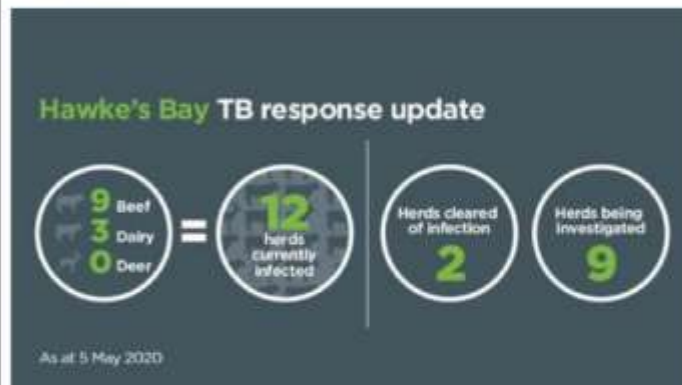 Hawke's Bay TB response update
9 Beef
3 Dairy
0 Deer
=
12
herds
currently
infected
Herds cleared
of infection
2
Herds being
investigated
9
As at 5 May 2020